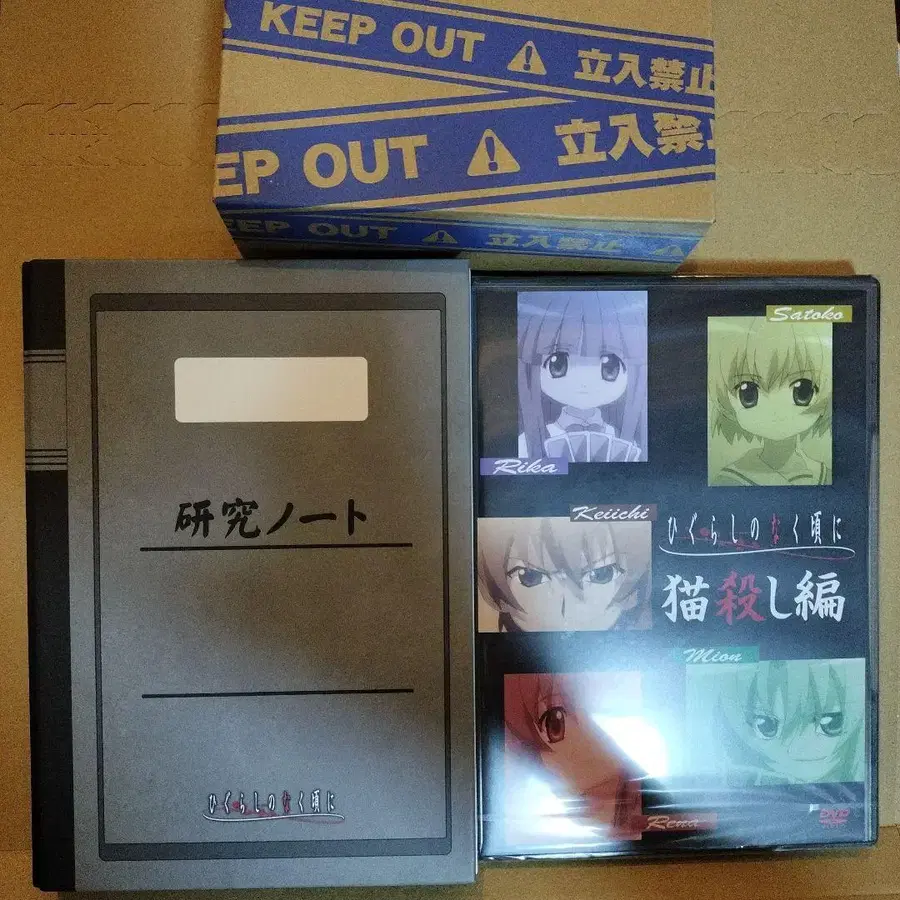 KEEP OUT 立入禁止
EP OUT 立入禁
EEP OUT 立入禁止
研究ノート
ひぐらしのなく頃に
Rika
Satoko
Keiichi
ひぐらしのなく頃に
猫殺し編
Mion
Rena
DVD